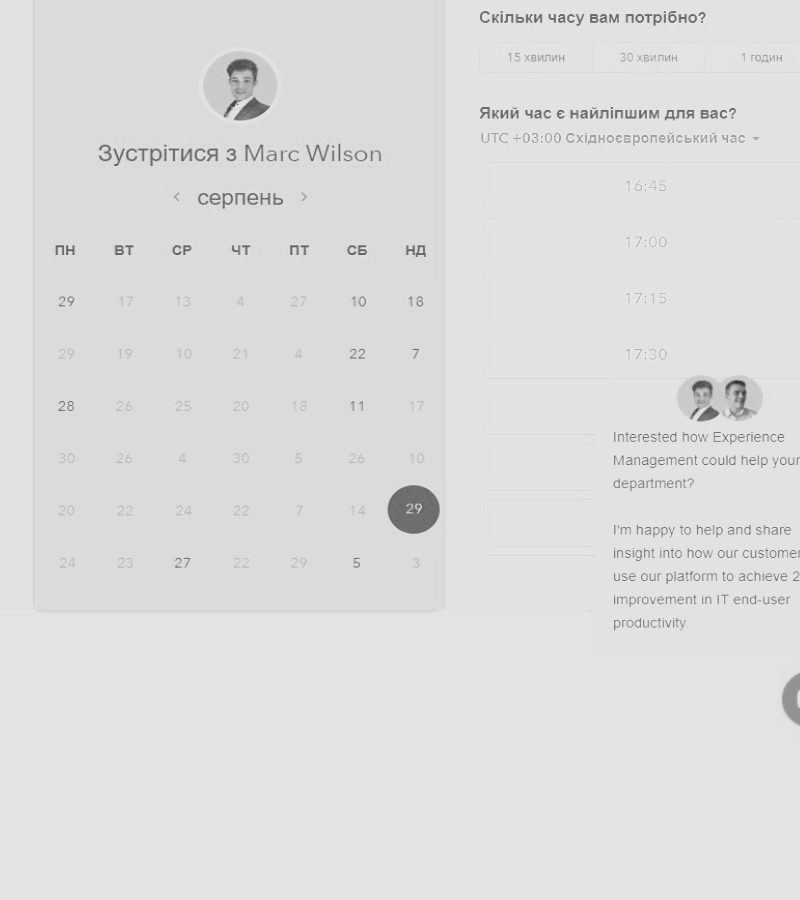 Зустрітися з Marc Wilson
серпень
ПН ВТ СР ЧТ ПТ СБ НД
29 17 13 4 27 10 18
29 19 10 21 4 22 7
28 26 25 20 18 11 17
30 26 4 30 5 26 10
20 22 24 22 7 14 29
24 23 27 22 29 5 3
Скільки часу вам потрібно?
15 хвилин 30 хвилин 1 годин
Який час є найліпшим для вас?
UTC +03:00 Східноєвропейський час
16:45
17:00
17:15
17:30
Interested how Experience
Management could help your
department?
I'm happy to help and share
insight into how our customer
use our platform to achieve 2
improvement in IT end-user
productivity.